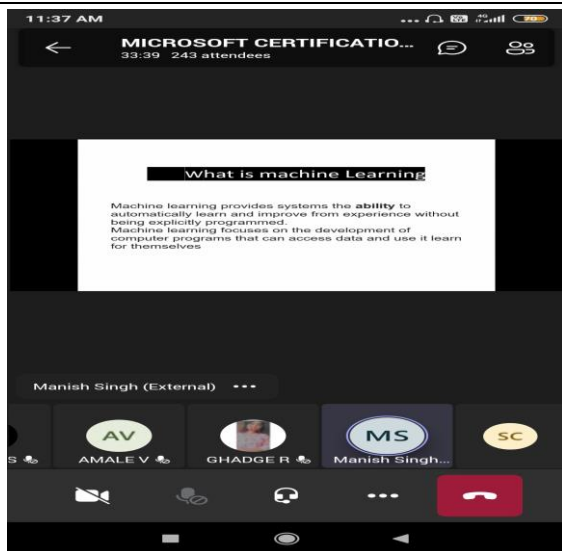 11:37 AM
MICROSOFT CERTIFICATIO...
33:39 243 attendees
What is machine Learning
Machine learning provides systems the ability to
automatically learn and improve from experience without
being explicitly programmed.
Machine learning focuses on the development of
computer programs that can access data and use it learn
for themselves
Manish Singh (External)
AV
MS
SC
S
AMALE V
GHADGE R
Manish Singh...